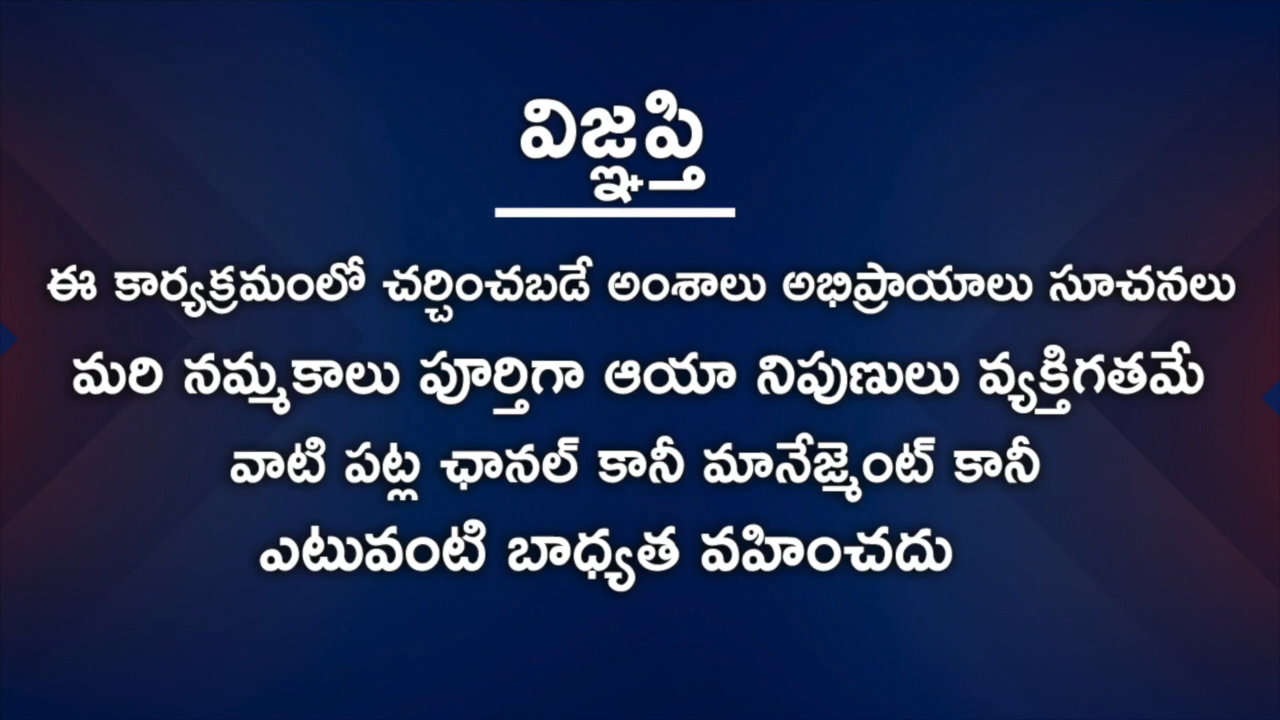 విజ్ఞప్తి
ఈ కార్యక్రమంలో చర్చించబడే అంశాలు అభిప్రాయాలు సూచనలు
మరి నమ్మకాలు పూర్తిగా ఆయా నిపుణులు వ్యక్తిగతమే
వాటి పట్ల ఛానల్ కానీ మానేజ్మెంట్ కానీ
ఎటువంటి బాధ్యత వహించదు